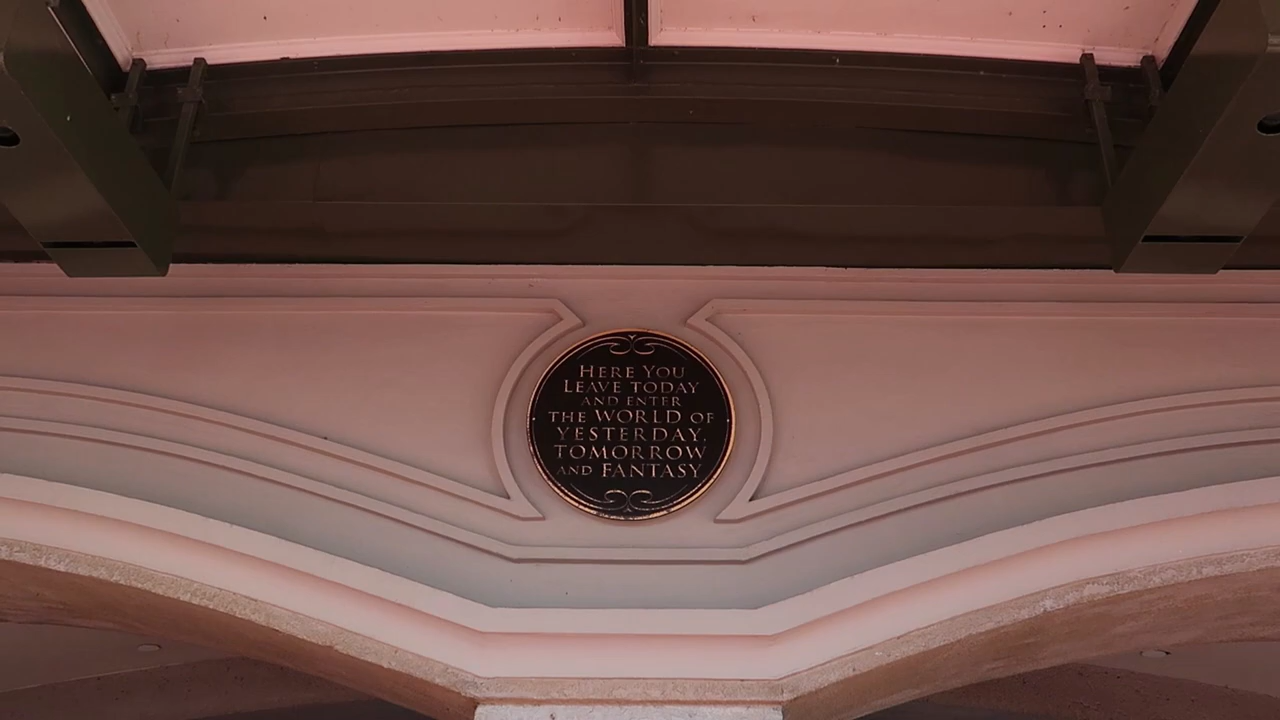 HERE YOU
LEAVE TODAY
AND ENTER
THE WORLD OF
YESTERDAY,
TOMORROW
AND FANTASY